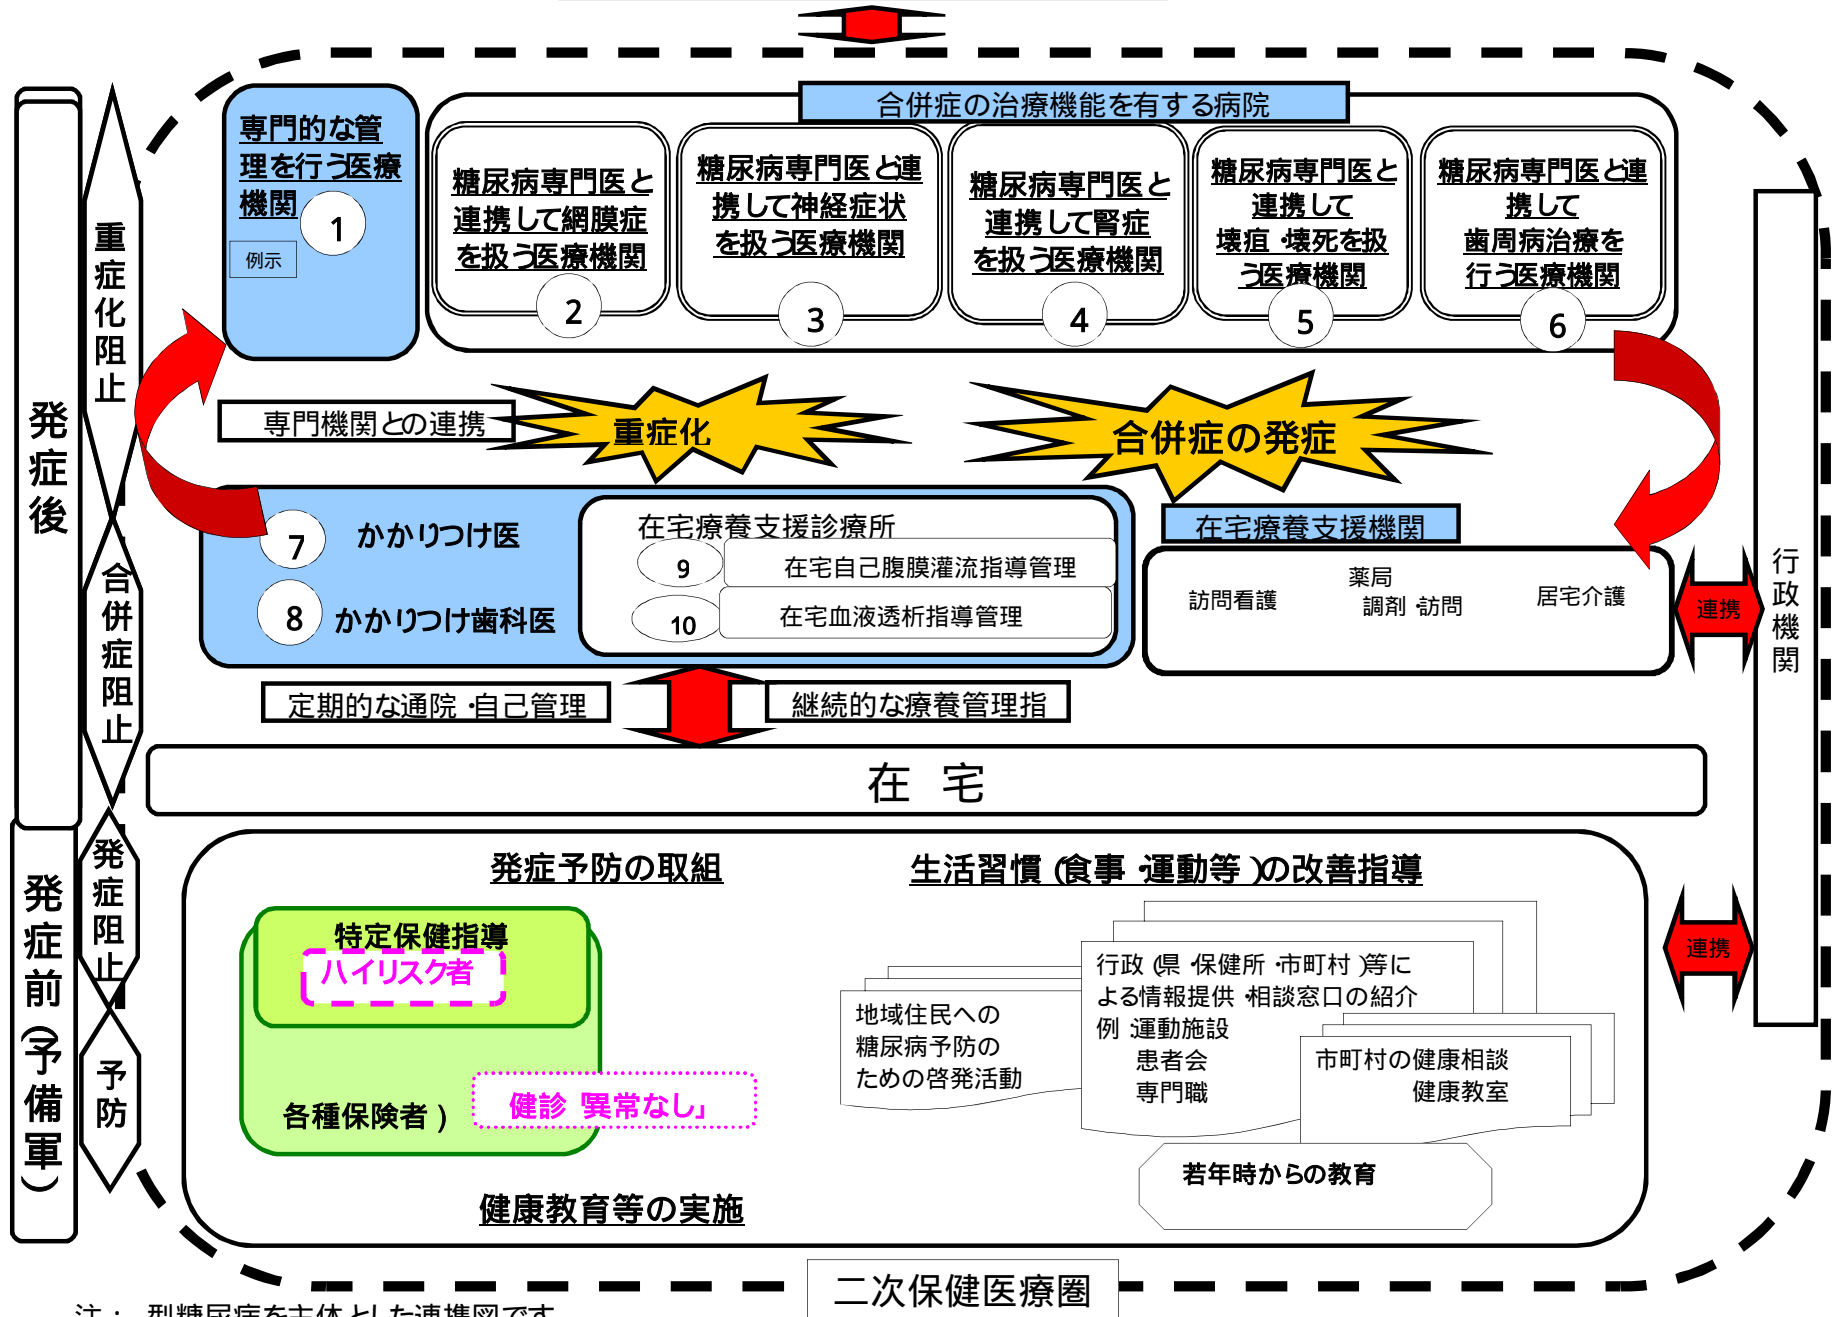 合併症の治療機能を有する病院
専門的な管
理を行う医療
機関
1
例示
糖尿病専門医と
連携して網膜症
を扱う医療機関
2
糖尿病専門医と連
携して神経症状
を扱う医療機関
3
糖尿病専門医と
連携して腎症
を扱う医療機関
4
糖尿病専門医と
連携して
壊疽・壊死を扱
う医療機関
5
糖尿病専門医と連
携して
歯周病治療を
行う医療機関
6
発症後
重症化阻止
合併症阻止
専門機関との連携
重症化
合併症の発症
7
かかりつけ医
8
かかりつけ歯科医
在宅療養支援診療所
9
在宅自己腹膜灌流指導管理
10
在宅血液透析指導管理
在宅療養支援機関
訪問看護
薬局
調剤・訪問
居宅介護
連携
行政機関
定期的な通院・自己管理
継続的な療養管理指
在 宅
発症前(予備軍)
発症阻止
予防
発症予防の取組
特定保健指導
ハイリスク者
各種保険者)
健診「異常なし」
健康教育等の実施
生活習慣(食事・運動等)の改善指導
地域住民への
糖尿病予防の
ための啓発活動
行政(県・保健所・市町村)等に
よる情報提供・相談窓口の紹介
例:運動施設
患者会
専門職
市町村の健康相談
健康教室
若年時からの教育
連携
二次保健医療圏
注: 型糖尿病を主体とした連携図です